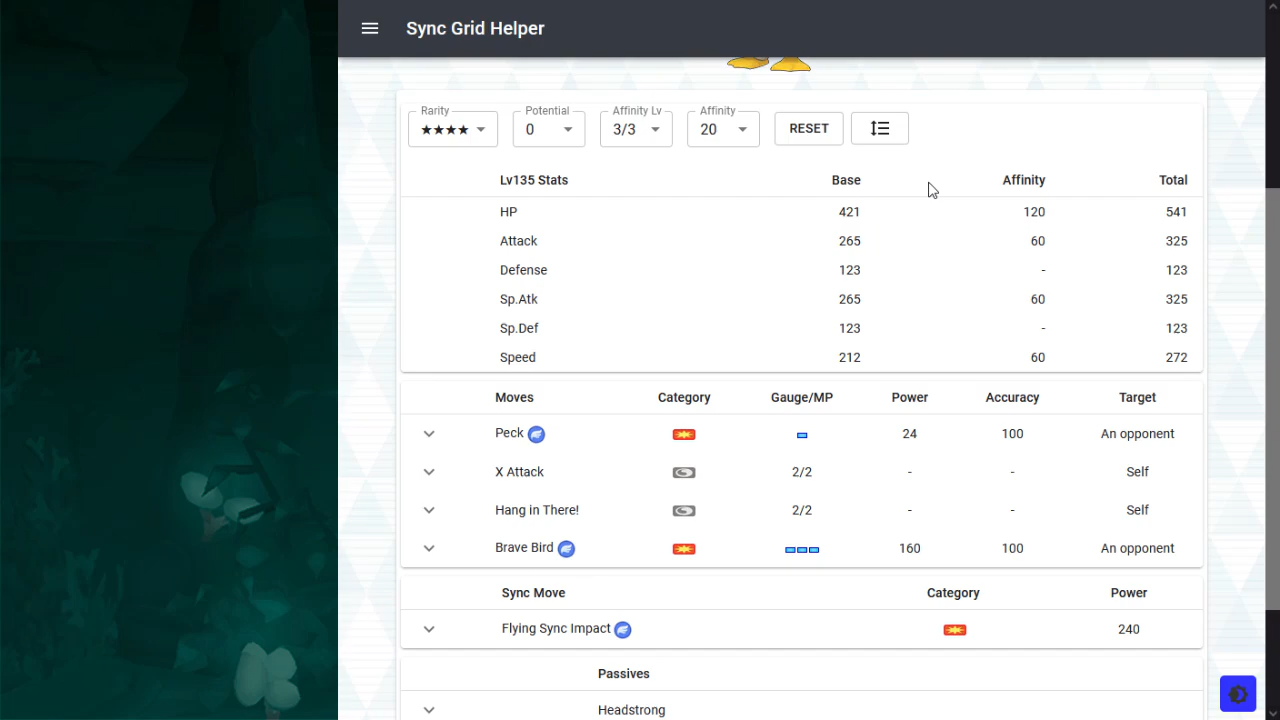 Sync Grid Helper
Rarity Potential Affinity Lv Affinity
★★★★ 0 3/3 20 RESET
Lv135 Stats Base Affinity Total
HP 421 120 541
Attack 265 60 325
Defense 123 - 123
Sp.Atk 265 60 325
Sp.Def 123 - 123
Speed 212 60 272
Moves Category Gauge/MP Power Accuracy Target
Peck 24 100 An opponent
X Attack 2/2 - - Self
Hang in There! 2/2 - - Self
Brave Bird 160 100 An opponent
Sync Move Category Power
Flying Sync Impact 240
Passives
Headstrong